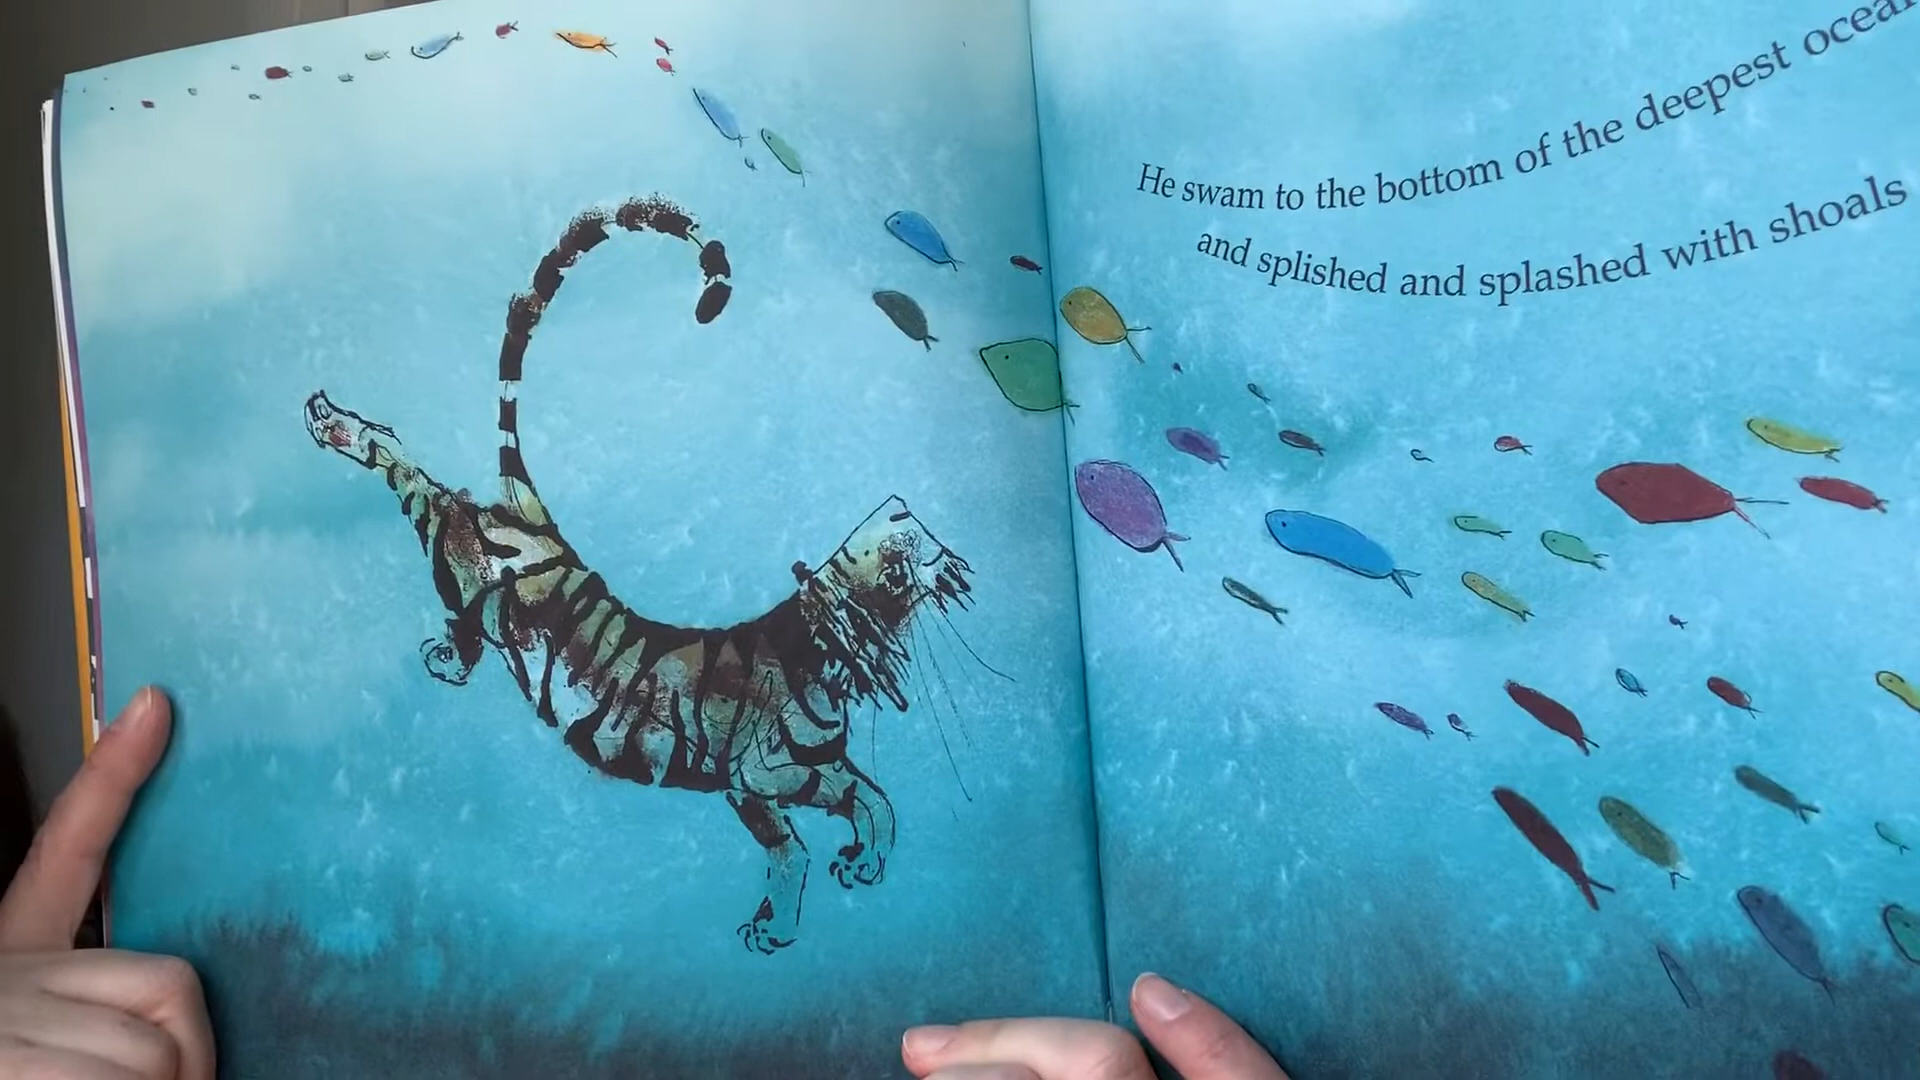 He swam to the bottom of the deepest ocean
and splished and splashed with shoals